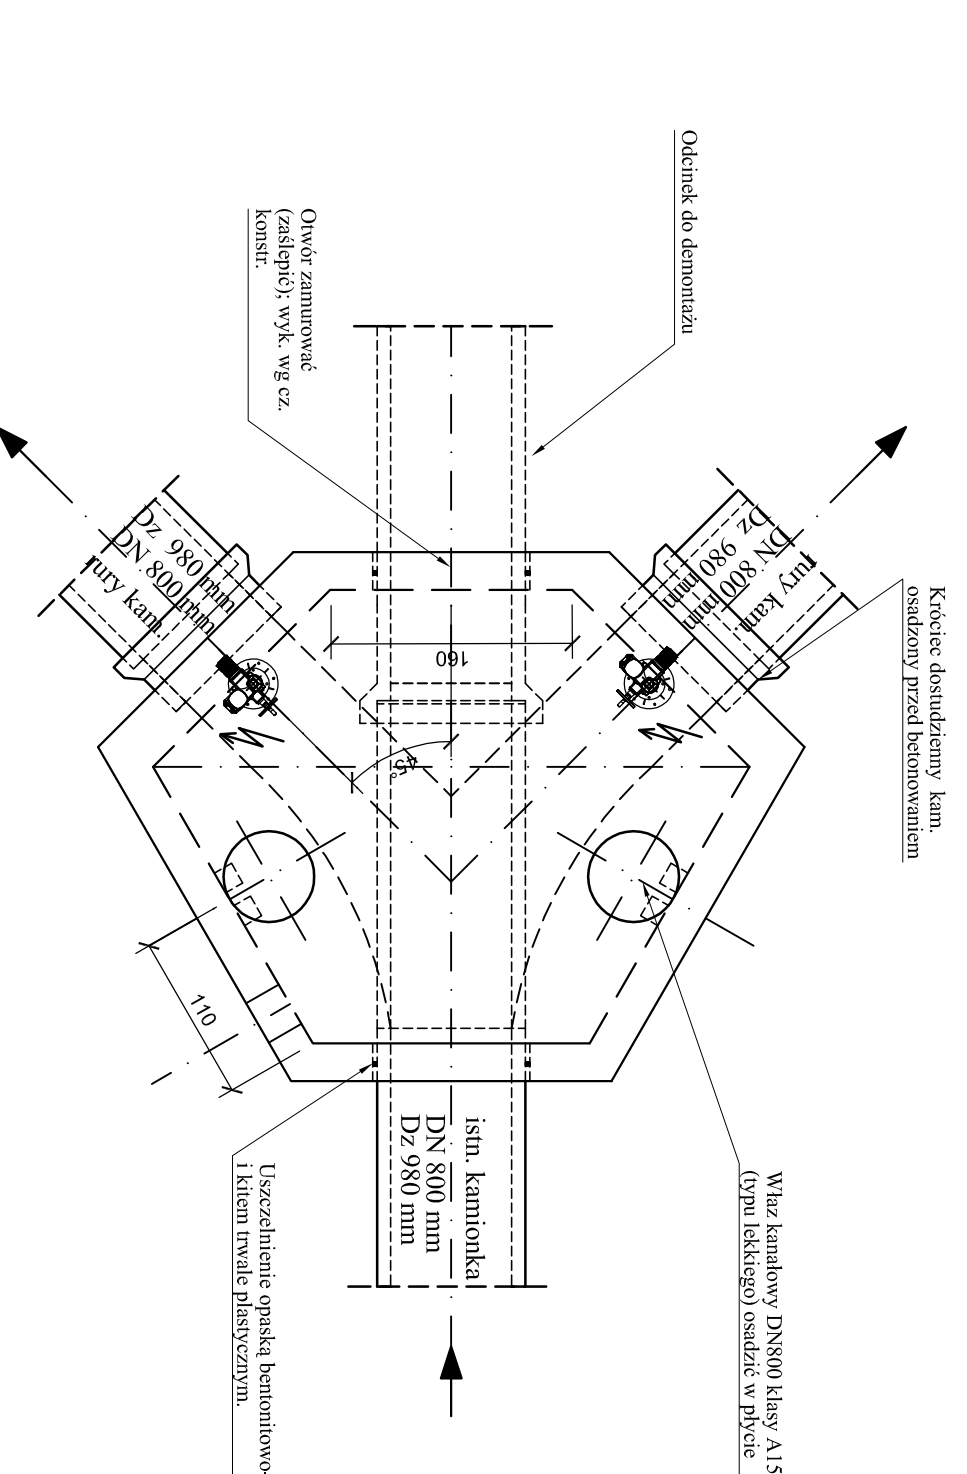 Króciec dostudzienny kam.
osadzony przed betonowaniem
Odcinek do demontażu
Otwór zamurować
(zaślepić); wyk. wg cz.
konstr.
rury kam.
DN 800 mm
Dz 980 mm
Dz 980 mm
DN 800 mm
rury kam.
160
45°
110
istn. kamionka
DN 800 mm
Dz 980 mm
Właz kanałowy DN800 klasy A15
(typu lekkiego) osadzić w płycie
Uszczelnienie opaską bentonitowo-
i kitem trwale plastycznym.